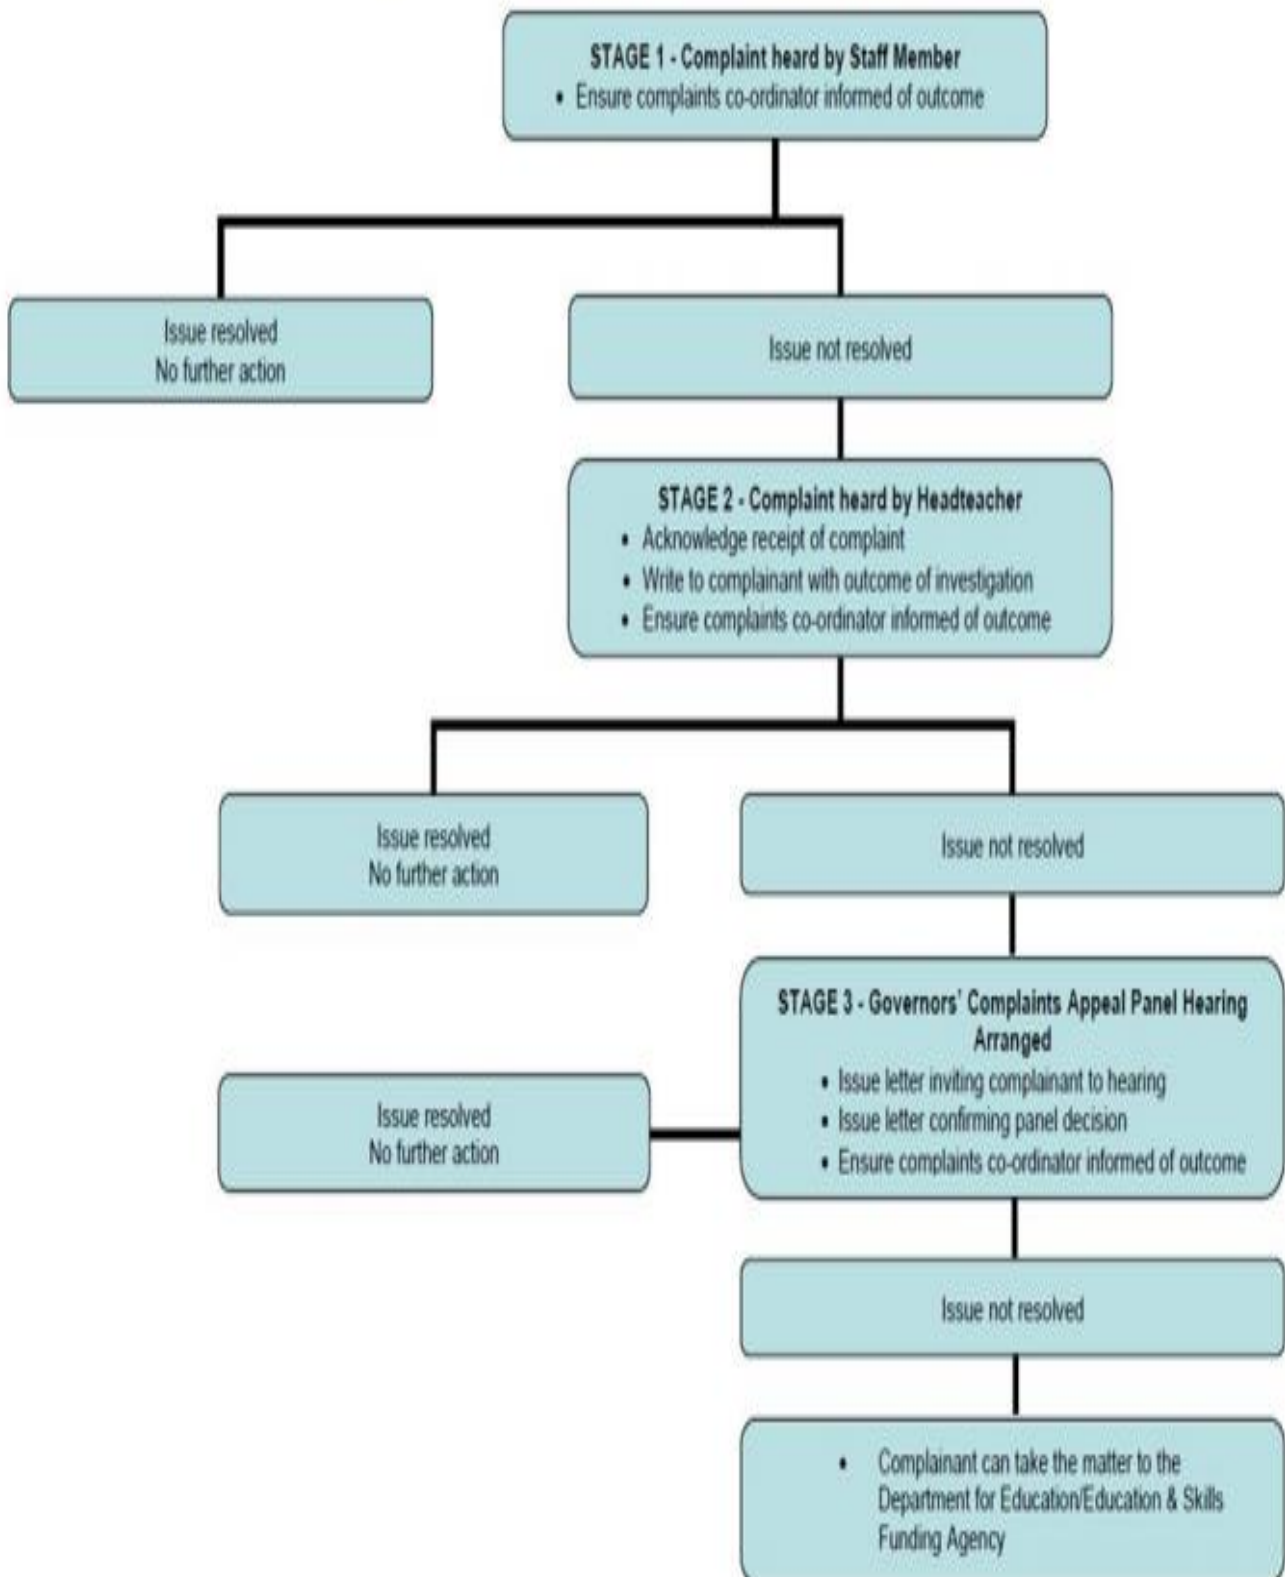 STAGE 1 - Complaint heard by Staff Member
• Ensure complaints co-ordinator informed of outcome
Issue resolved
No further action
Issue not resolved
STAGE 2 - Complaint heard by Headteacher
• Acknowledge receipt of complaint
• Write to complainant with outcome of investigation
• Ensure complaints co-ordinator informed of outcome
Issue resolved
No further action
Issue not resolved
STAGE 3 - Governors' Complaints Appeal Panel Hearing
Arranged
• Issue letter inviting complainant to hearing
• Issue letter confirming panel decision
• Ensure complaints co-ordinator informed of outcome
Issue resolved
No further action
Issue not resolved
• Complainant can take the matter to the
Department for Education/Education & Skills
Funding Agency